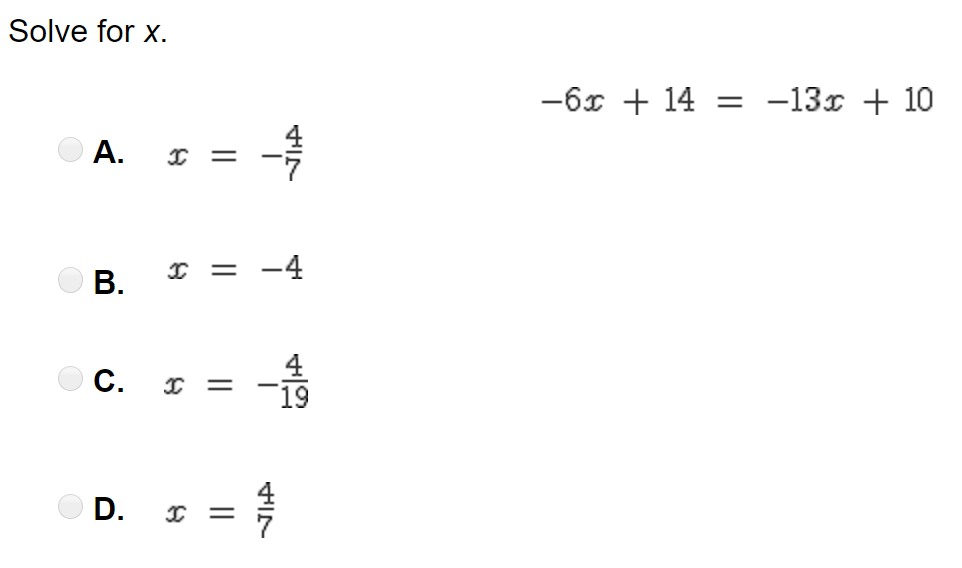 Solve for x.
−6x + 14 = −13x + 10
A. x = −4/7
B. x = −4
C. x = −4/19
D. x = 4/7